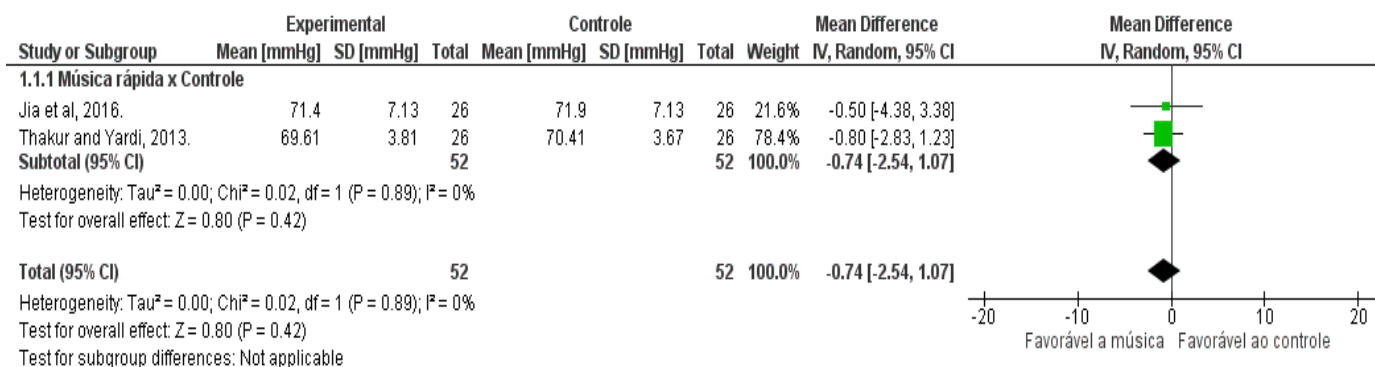 Experimental Controle Mean Difference Mean Difference
Study or Subgroup Mean [mmHg] SD [mmHg] Total Mean [mmHg] SD [mmHg] Total Weight IV, Random, 95% CI IV, Random, 95% CI
1.1.1 Música rápida x Controle
Jia et al, 2016. 71.4 7.13 26 71.9 7.13 26 21.6% -0.50 [-4.38, 3.38]
Thakur and Yardi, 2013. 69.61 3.81 26 70.41 3.67 26 78.4% -0.80 [-2.83, 1.23]
Subtotal (95% CI) 52 52 100.0% -0.74 [-2.54, 1.07]
Heterogeneity: Tau² = 0.00; Chi² = 0.02, df = 1 (P = 0.89); I² = 0%
Test for overall effect: Z = 0.80 (P = 0.42)
Total (95% CI) 52 52 100.0% -0.74 [-2.54, 1.07]
Heterogeneity: Tau² = 0.00; Chi² = 0.02, df = 1 (P = 0.89); I² = 0%
Test for overall effect: Z = 0.80 (P = 0.42)
Test for subgroup differences: Not applicable
-20 -10 0 10 20
Favorável a música Favorável ao controle